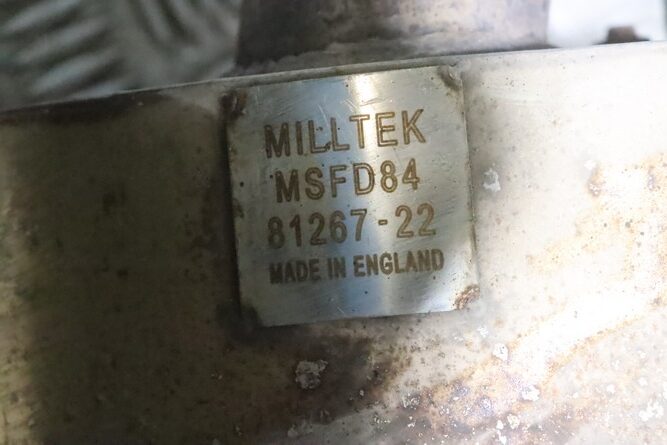 MILLTEK
MSFD84
81267-22
MADE IN ENGLAND